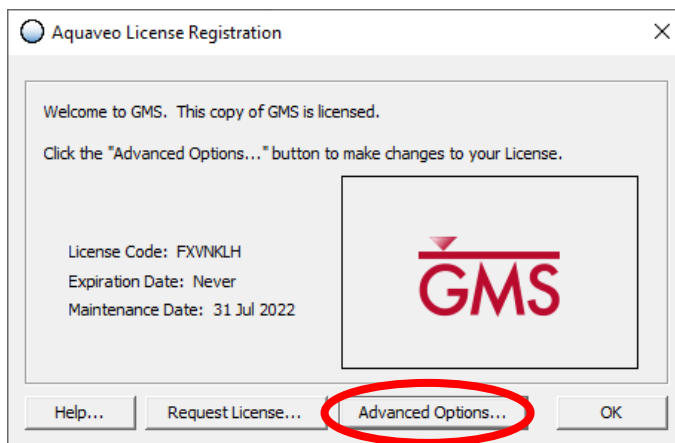 Aquaveo License Registration
Welcome to GMS. This copy of GMS is licensed.
Click the "Advanced Options..." button to make changes to your License.
License Code: FXVNKLH
Expiration Date: Never
Maintenance Date: 31 Jul 2022
GMS
Help...
Request License...
Advanced Options...
OK